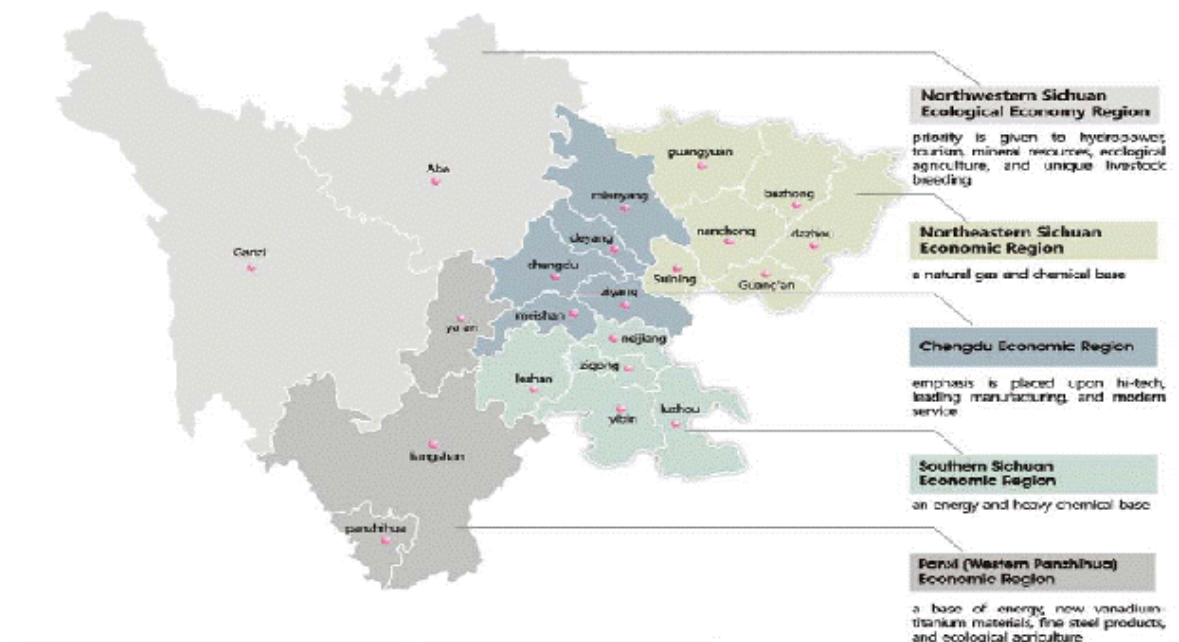 Northwestern Sichuan
Ecological Economy Region
priority is given to hydropower,
tourism, mineral resources, ecological
agriculture, and unique livestock
breeding
Northeastern Sichuan
Economic Region
a natural gas and chemical base
Chengdu Economic Region
emphasis is placed upon hi-tech,
leading manufacturing, and modern
service
Southern Sichuan
Economic Region
an energy and heavy chemical base
Panxi (Western Panzhihua)
Economic Region
a base of energy, new vanadium-
titanium materials, fine steel products,
and ecological agriculture
Aba
Ganzi
guangyuan
bazhong
mianyang
nanchong
dazhou
deyang
chengdu
Suining
Guang'an
ziyang
meishan
ya'an
neijiang
zigong
leshan
yibin
luzhou
liangshan
panzhihua